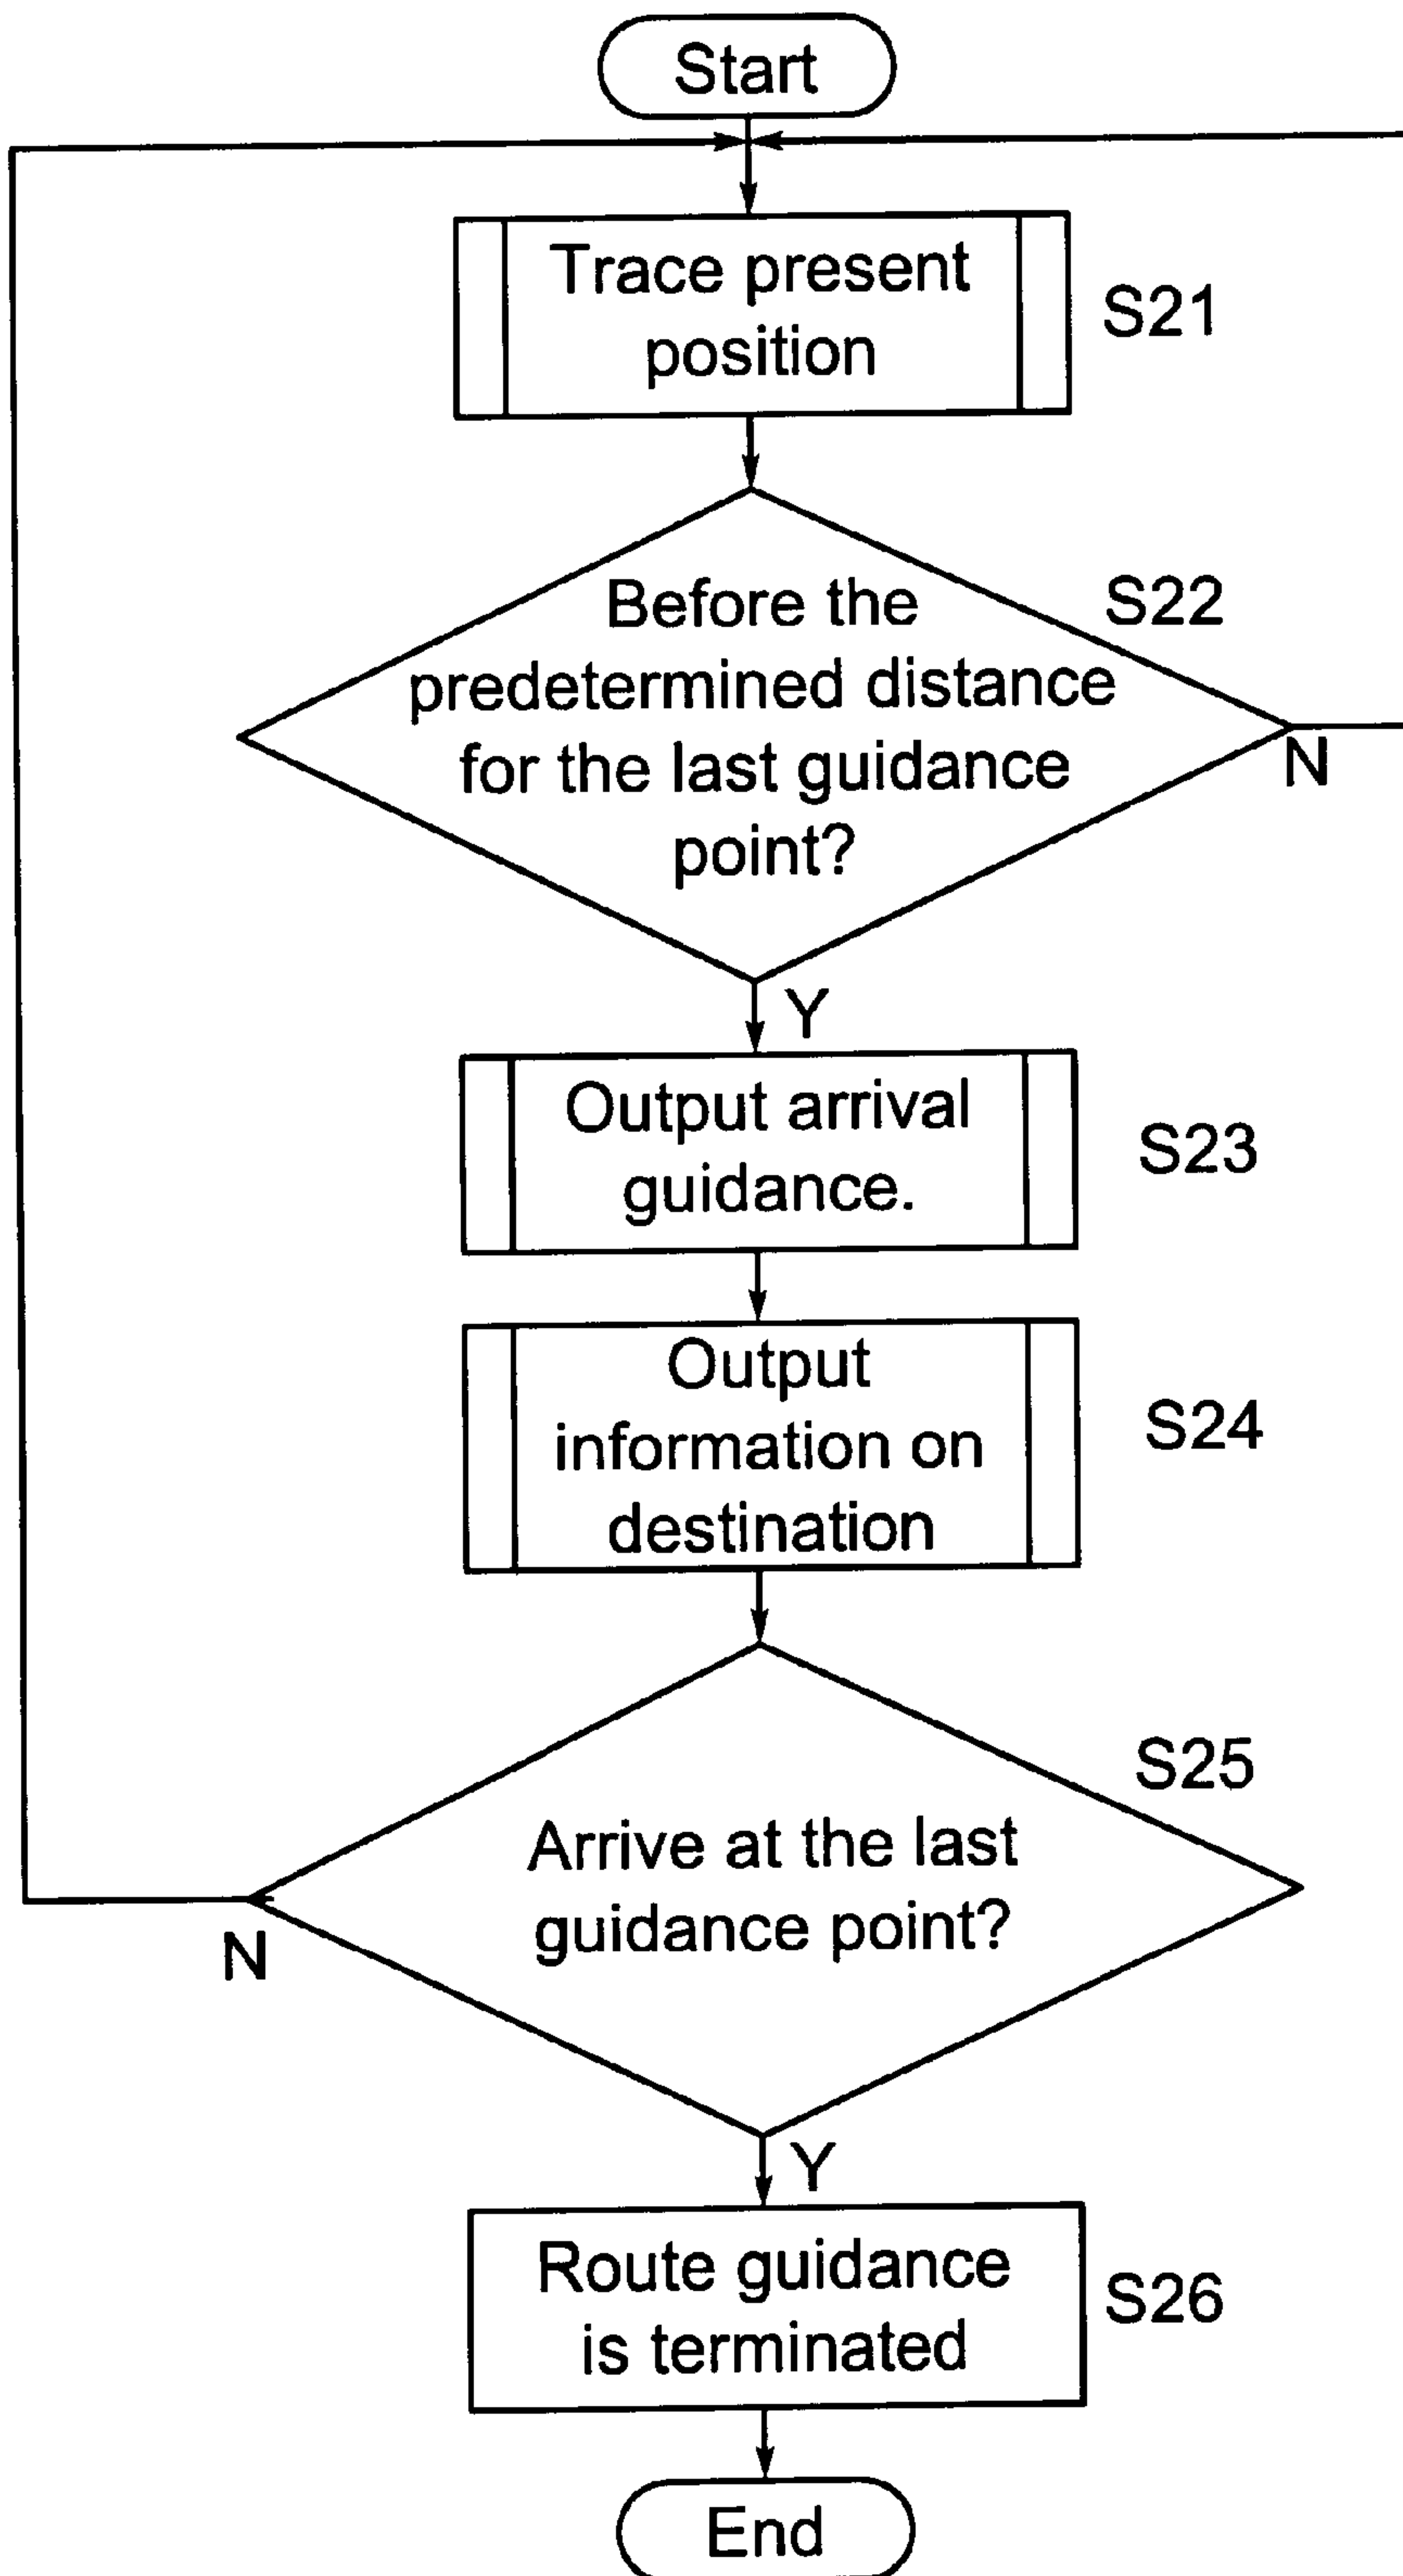 Start
Trace present
position
S21
Before the
predetermined distance
for the last guidance
point?
S22
N
Y
Output arrival
guidance.
S23
Output
information on
destination
S24
Arrive at the last
guidance point?
S25
N
Y
Route guidance
is terminated
S26
End